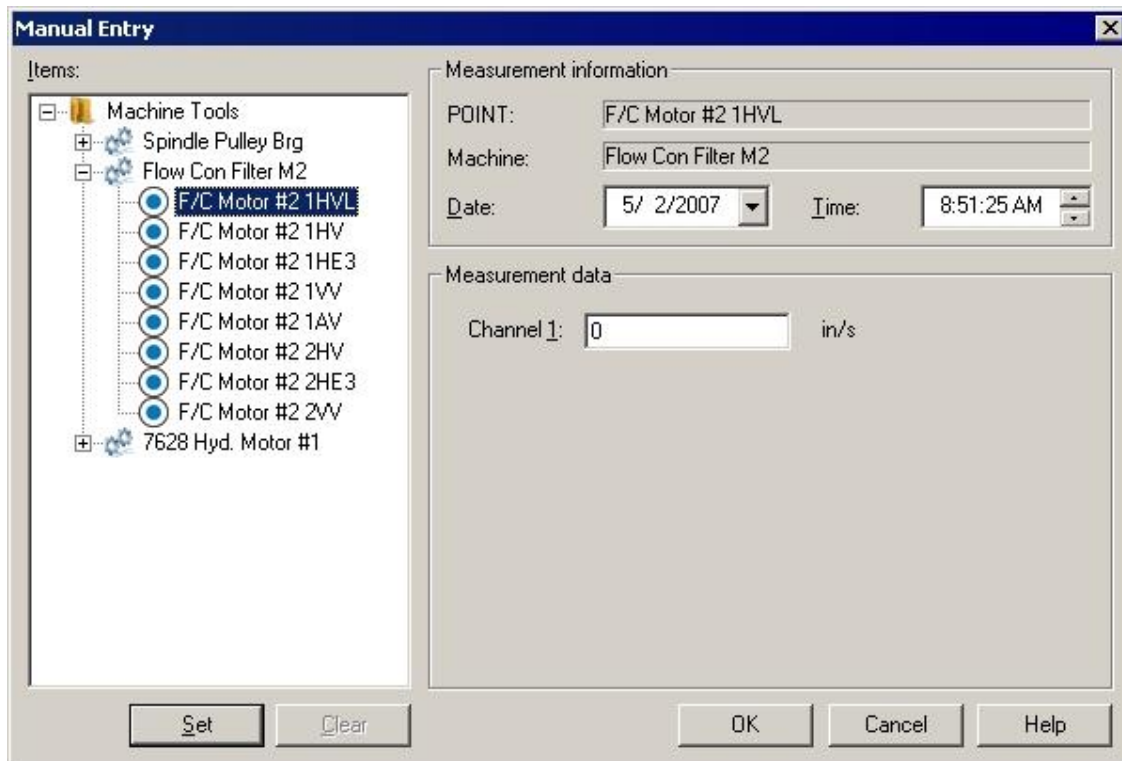 Manual Entry
Items:
Machine Tools
Spindle Pulley Brg
Flow Con Filter M2
F/C Motor #2 1HVL
F/C Motor #2 1HV
F/C Motor #2 1HE3
F/C Motor #2 1VV
F/C Motor #2 1AV
F/C Motor #2 2HV
F/C Motor #2 2HE3
F/C Motor #2 2VV
7628 Hyd. Motor #1
Set Clear
Measurement information
POINT: F/C Motor #2 1HVL
Machine: Flow Con Filter M2
Date: 5/ 2/2007 Time: 8:51:25 AM
Measurement data
Channel 1: 0 in/s
OK Cancel Help